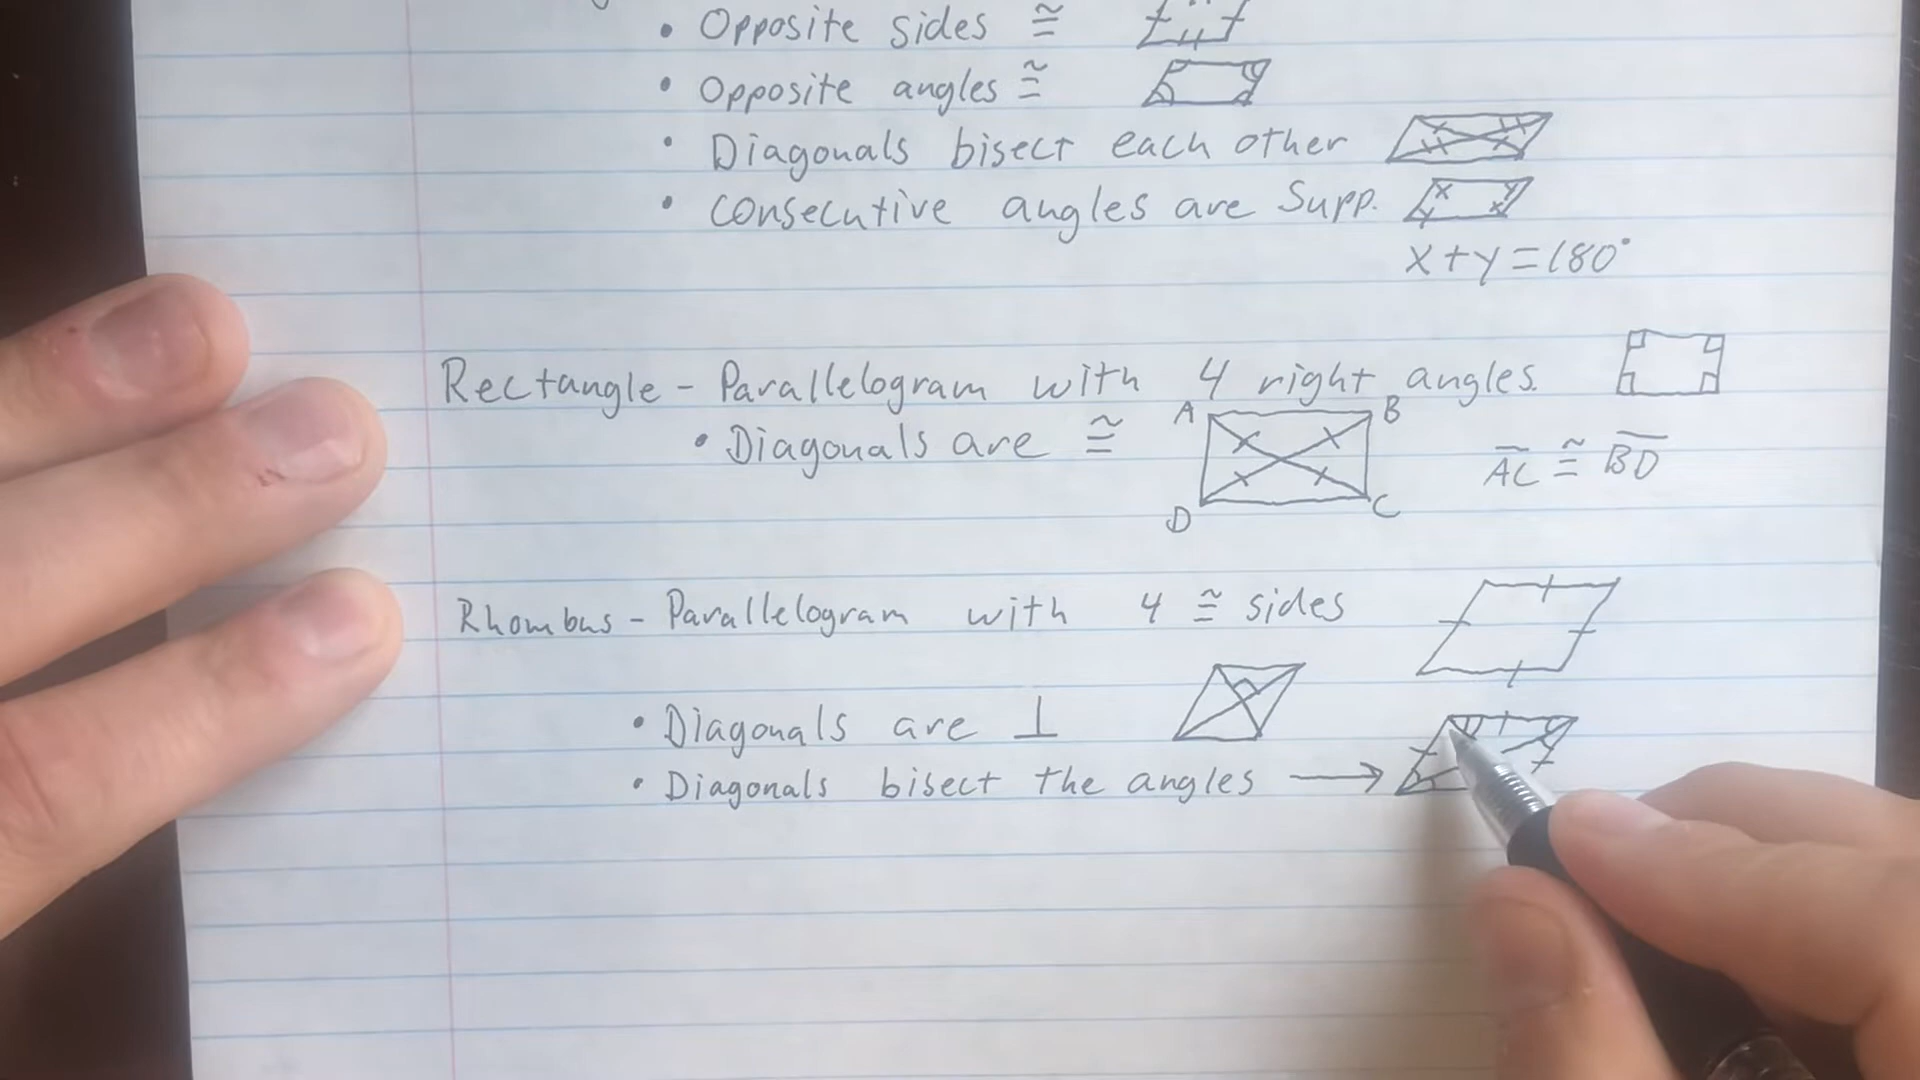 • Opposite sides ≅
• Opposite angles ≅
• Diagonals bisect each other
• Consecutive angles are Supp.
x x y y
x + y = 180°
Rectangle - Parallelogram with 4 right angles.
• Diagonals are ≅
A B
D C
AC ≅ BD
Rhombus - Parallelogram with 4 ≅ sides
• Diagonals are ⊥
• Diagonals bisect the angles →